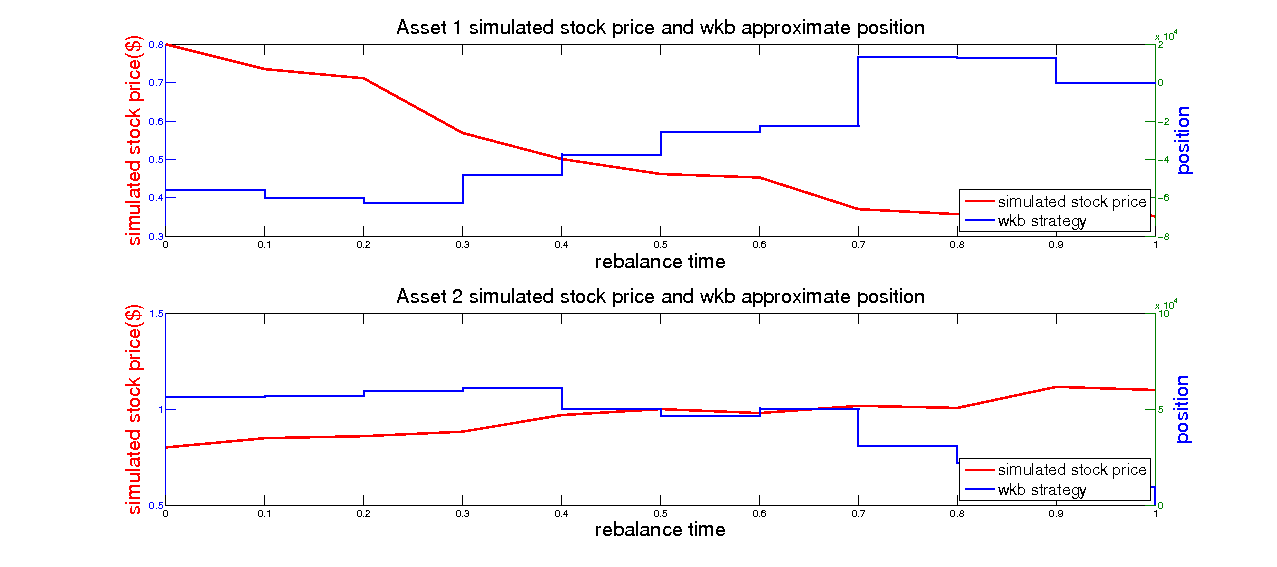 Asset 1 simulated stock price and wkb approximate position
x 10^4
simulated stock price($)
0.8
0.7
0.6
0.5
0.4
0.3
2
0
−2
−4
−6
−8
position
simulated stock price
wkb strategy
0 0.1 0.2 0.3 0.4 0.5 0.6 0.7 0.8 0.9 1
rebalance time
Asset 2 simulated stock price and wkb approximate position
x 10^4
simulated stock price($)
1.5
1
0.5
10
5
0
position
simulated stock price
wkb strategy
0 0.1 0.2 0.3 0.4 0.5 0.6 0.7 0.8 0.9 1
rebalance time